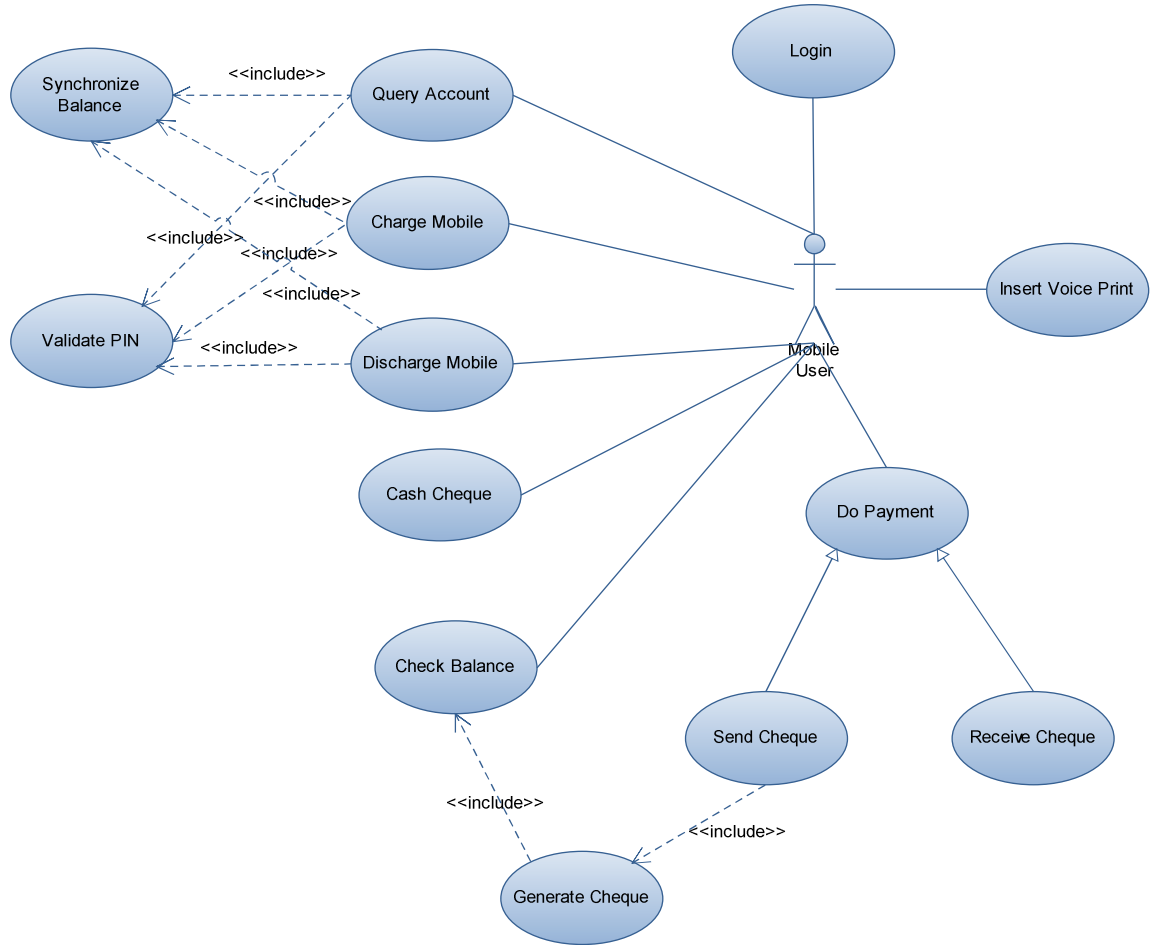 Login
Synchronize
Balance
<<include>>
Query Account
<<include>>
Charge Mobile
<<include>>
<<include>>
Insert Voice Print
<<include>>
Validate PIN
<<include>>
Discharge Mobile
Mobile
User
Cash Cheque
Do Payment
Check Balance
Send Cheque
Receive Cheque
<<include>>
<<include>>
Generate Cheque